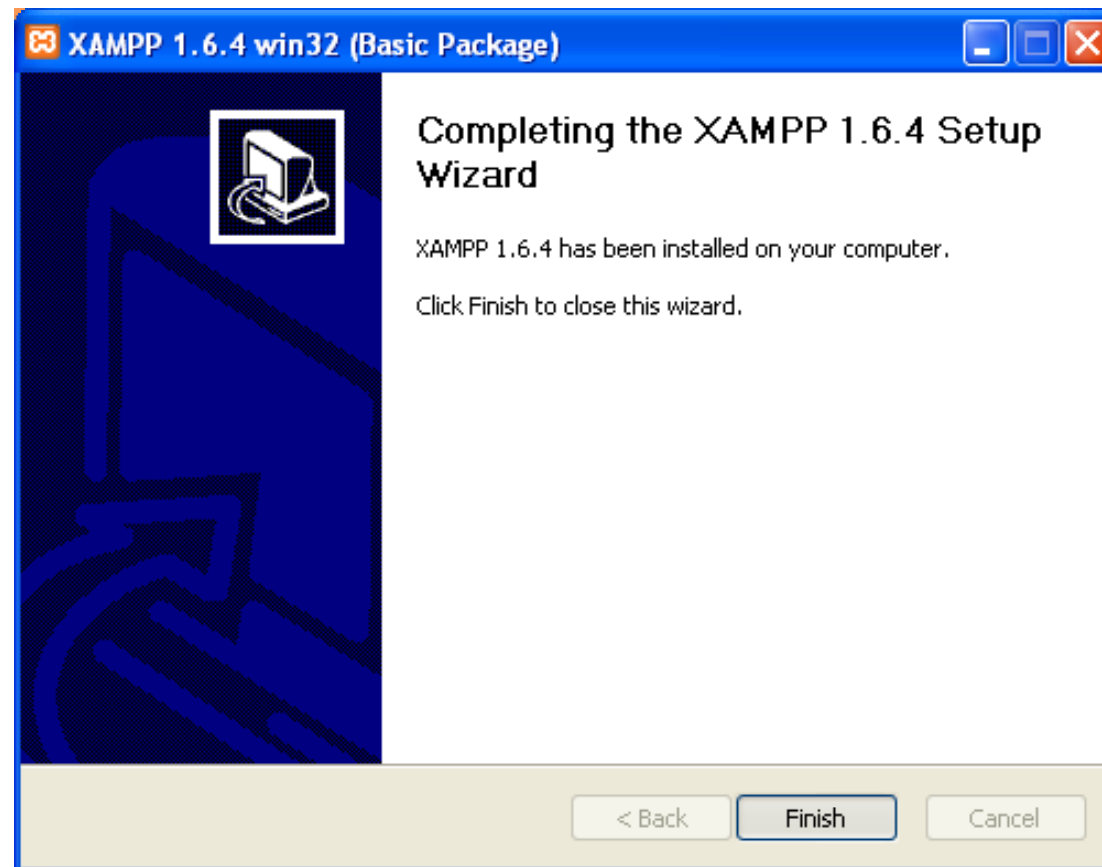 XAMPP 1.6.4 win32 (Basic Package)
Completing the XAMPP 1.6.4 Setup
Wizard
XAMPP 1.6.4 has been installed on your computer.
Click Finish to close this wizard.
< Back
Finish
Cancel